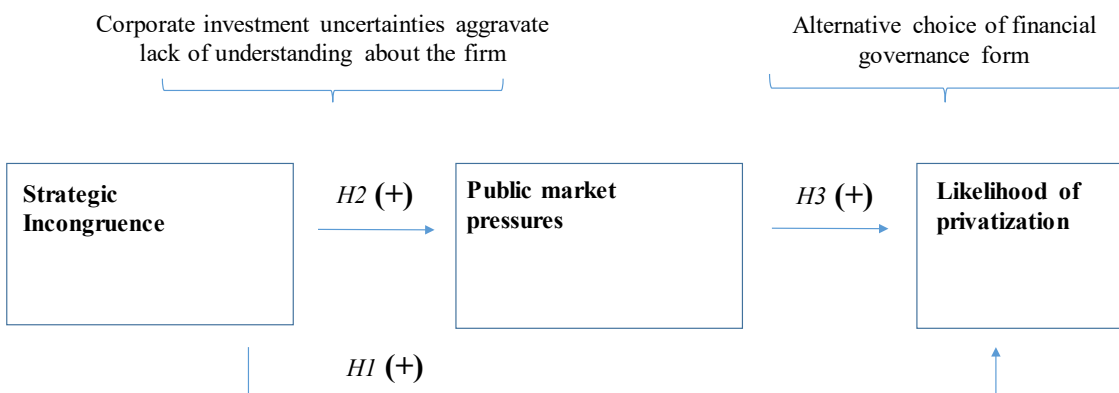 Corporate investment uncertainties aggravate
lack of understanding about the firm
Alternative choice of financial
governance form
Strategic
Incongruence
H2 (+)
Public market
pressures
H3 (+)
Likelihood of
privatization
H1 (+)